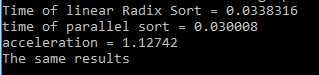 Time of linear Radix Sort = 0.0338316
time of parallel sort = 0.030008
acceleration = 1.12742
The same results